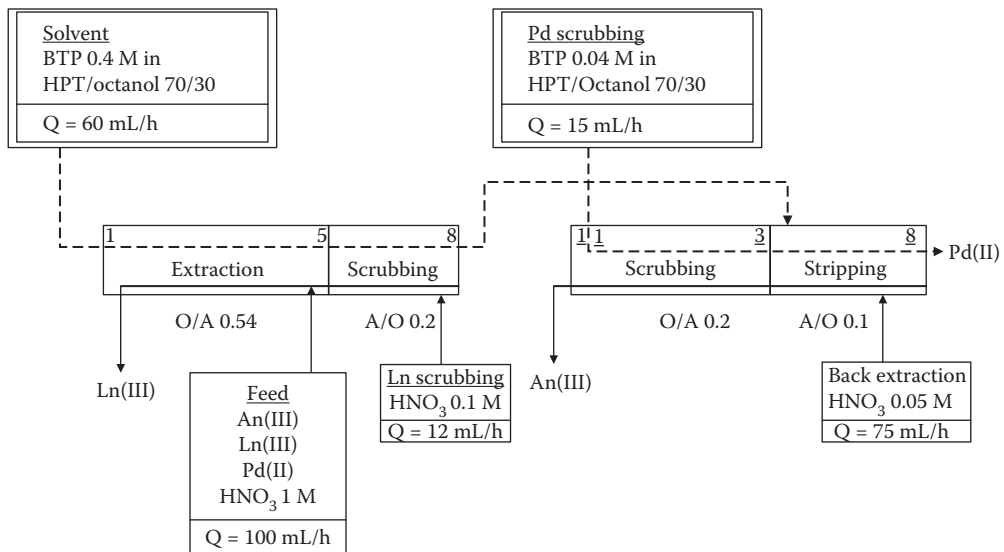 Solvent
BTP 0.4 M in
HPT/octanol 70/30
Q = 60 mL/h
Pd scrubbing
BTP 0.04 M in
HPT/Octanol 70/30
Q = 15 mL/h
1 5 8
Extraction Scrubbing
1 1 3 8
Scrubbing Stripping
Pd(II)
O/A 0.54 A/O 0.2
O/A 0.2 A/O 0.1
Ln(III)
Feed
An(III)
Ln(III)
Pd(II)
HNO3 1 M
Q = 100 mL/h
Ln scrubbing
HNO3 0.1 M
Q = 12 mL/h
An(III)
Back extraction
HNO3 0.05 M
Q = 75 mL/h